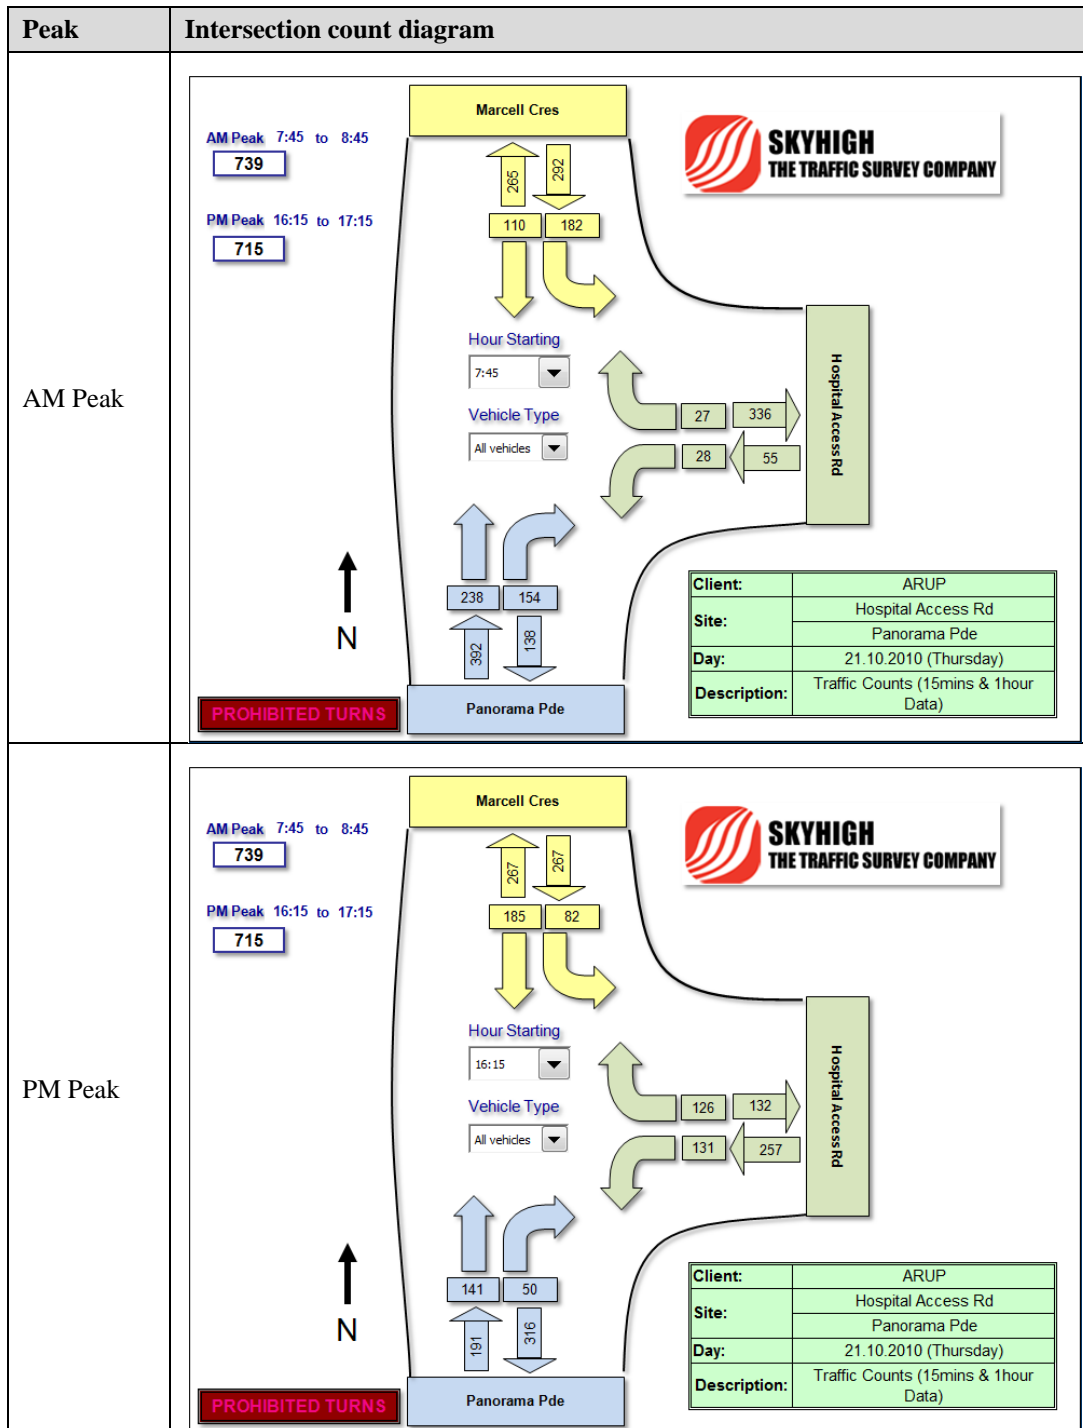 Peak Intersection count diagram
AM Peak
Marcell Cres
AM Peak 7:45 to 8:45
739
PM Peak 16:15 to 17:15
715
SKYHIGH
THE TRAFFIC SURVEY COMPANY
265 292
110 182
Hour Starting
7:45
Vehicle Type
All vehicles
27 336
28 55
Hospital Access Rd
238 154
392 138
N
PROHIBITED TURNS
Panorama Pde
Client: ARUP
Site: Hospital Access Rd
Panorama Pde
Day: 21.10.2010 (Thursday)
Description: Traffic Counts (15mins & 1hour
Data)
PM Peak
Marcell Cres
AM Peak 7:45 to 8:45
739
PM Peak 16:15 to 17:15
715
SKYHIGH
THE TRAFFIC SURVEY COMPANY
267 267
185 82
Hour Starting
16:15
Vehicle Type
All vehicles
126 132
131 257
Hospital Access Rd
141 50
191 316
N
PROHIBITED TURNS
Panorama Pde
Client: ARUP
Site: Hospital Access Rd
Panorama Pde
Day: 21.10.2010 (Thursday)
Description: Traffic Counts (15mins & 1hour
Data)